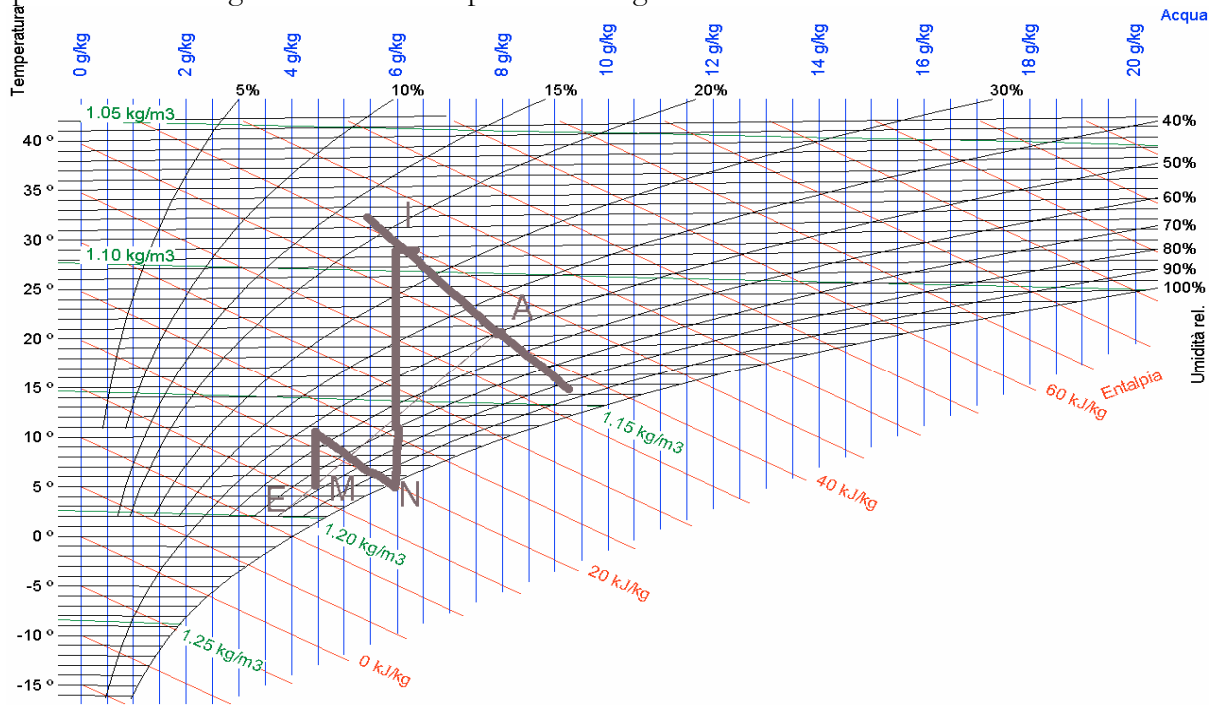 Temperatura
0 g/kg
2 g/kg
4 g/kg
6 g/kg
8 g/kg
10 g/kg
12 g/kg
14 g/kg
16 g/kg
18 g/kg
20 g/kg
Acqua
5%
10%
15%
20%
30%
40%
50%
60%
70%
80%
90%
100%
Umidità rel.
1.05 kg/m3
1.10 kg/m3
1.15 kg/m3
1.20 kg/m3
1.25 kg/m3
40 º
35 º
30 º
25 º
20 º
15 º
10 º
5 º
0 º
-5 º
-10 º
-15 º
I
A
E
M
N
60 kJ/kg
Entalpia
40 kJ/kg
20 kJ/kg
0 kJ/kg